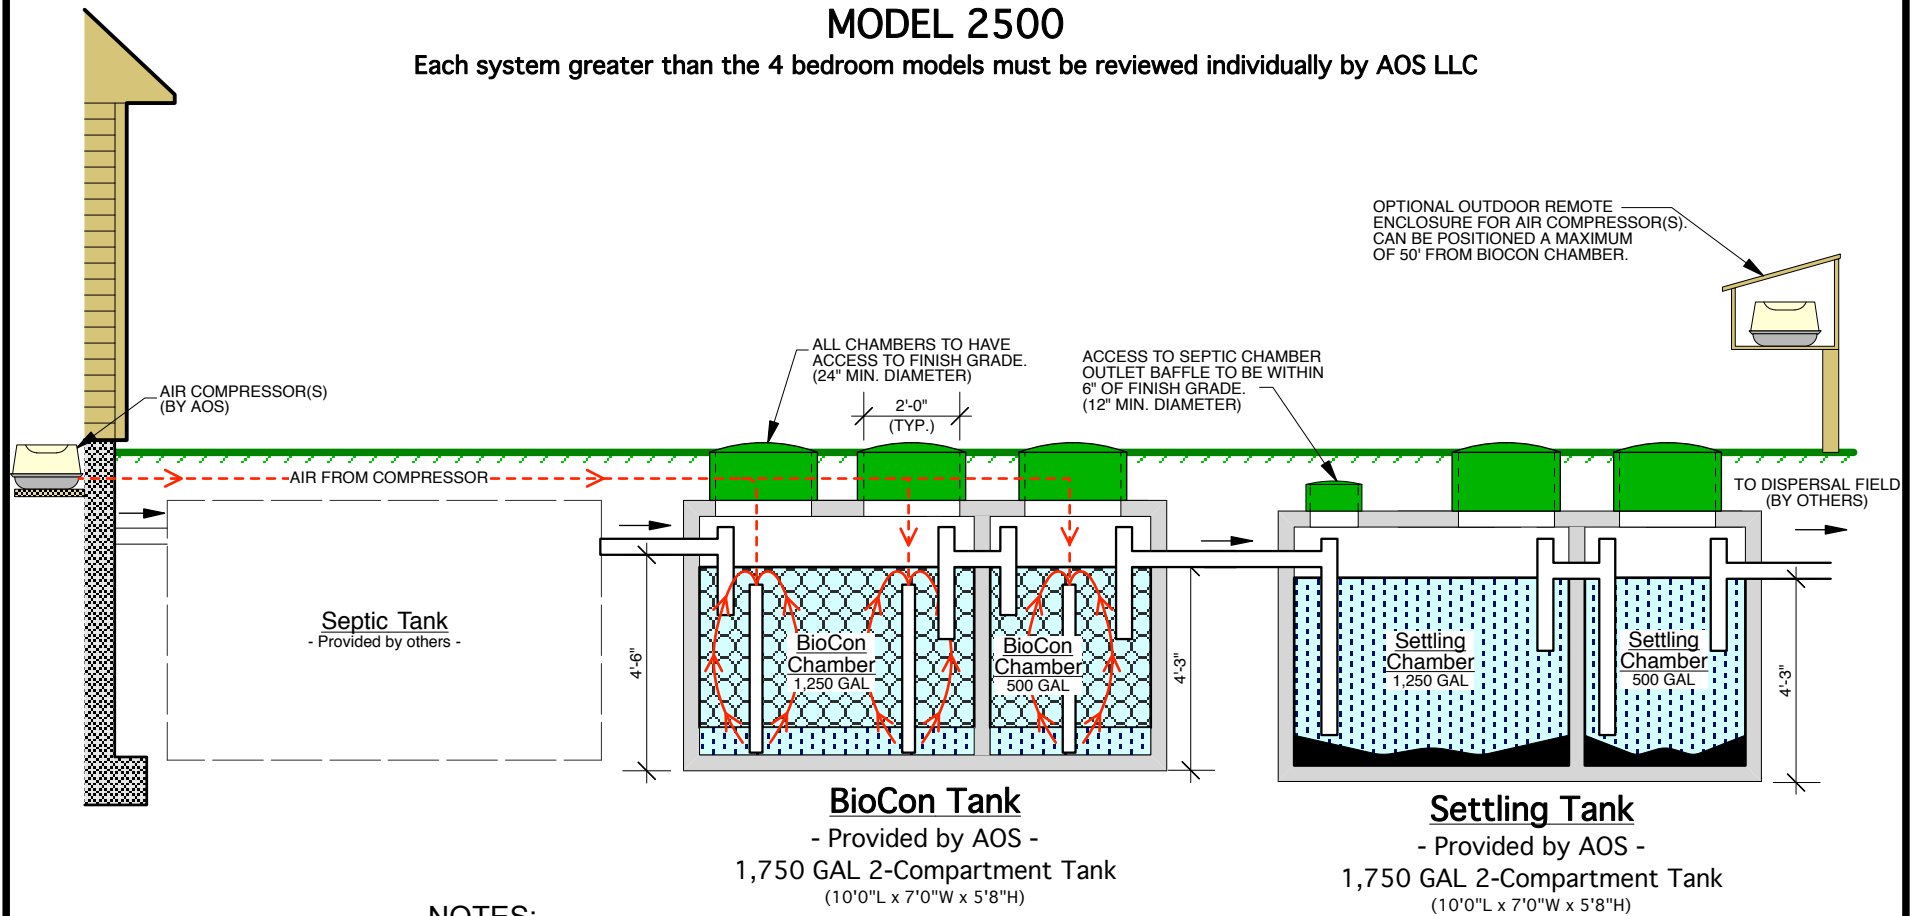 MODEL 2500
Each system greater than the 4 bedroom models must be reviewed individually by AOS LLC
OPTIONAL OUTDOOR REMOTE
ENCLOSURE FOR AIR COMPRESSOR(S).
CAN BE POSITIONED A MAXIMUM
OF 50' FROM BIOCON CHAMBER.
ALL CHAMBERS TO HAVE
ACCESS TO FINISH GRADE.
(24" MIN. DIAMETER)
ACCESS TO SEPTIC CHAMBER
OUTLET BAFFLE TO BE WITHIN
6" OF FINISH GRADE.
(12" MIN. DIAMETER)
AIR COMPRESSOR(S)
(BY AOS)
2'-0"
(TYP.)
AIR FROM COMPRESSOR
TO DISPERSAL FIELD
(BY OTHERS)
Septic Tank
- Provided by others -
4'-6"
BioCon
Chamber
1,250 GAL
BioCon
Chamber
500 GAL
4'-3"
Settling
Chamber
1,250 GAL
Settling
Chamber
500 GAL
4'-3"
BioCon Tank
- Provided by AOS -
1,750 GAL 2-Compartment Tank
(10'0"L x 7'0"W x 5'8"H)
Settling Tank
- Provided by AOS -
1,750 GAL 2-Compartment Tank
(10'0"L x 7'0"W x 5'8"H)
NOTES: